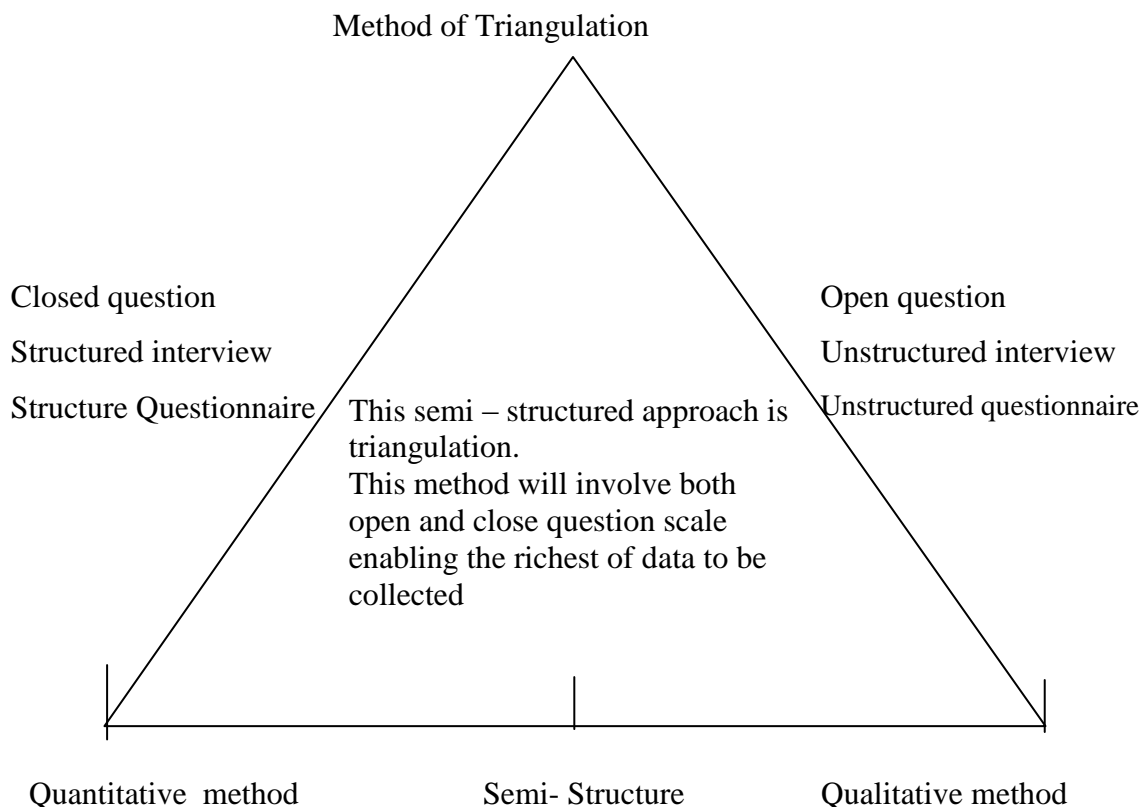 Method of Triangulation
Closed question
Structured interview
Structure Questionnaire
Open question
Unstructured interview
Unstructured questionnaire
This semi – structured approach is
triangulation.
This method will involve both
open and close question scale
enabling the richest of data to be
collected
Quantitative method
Semi- Structure
Qualitative method